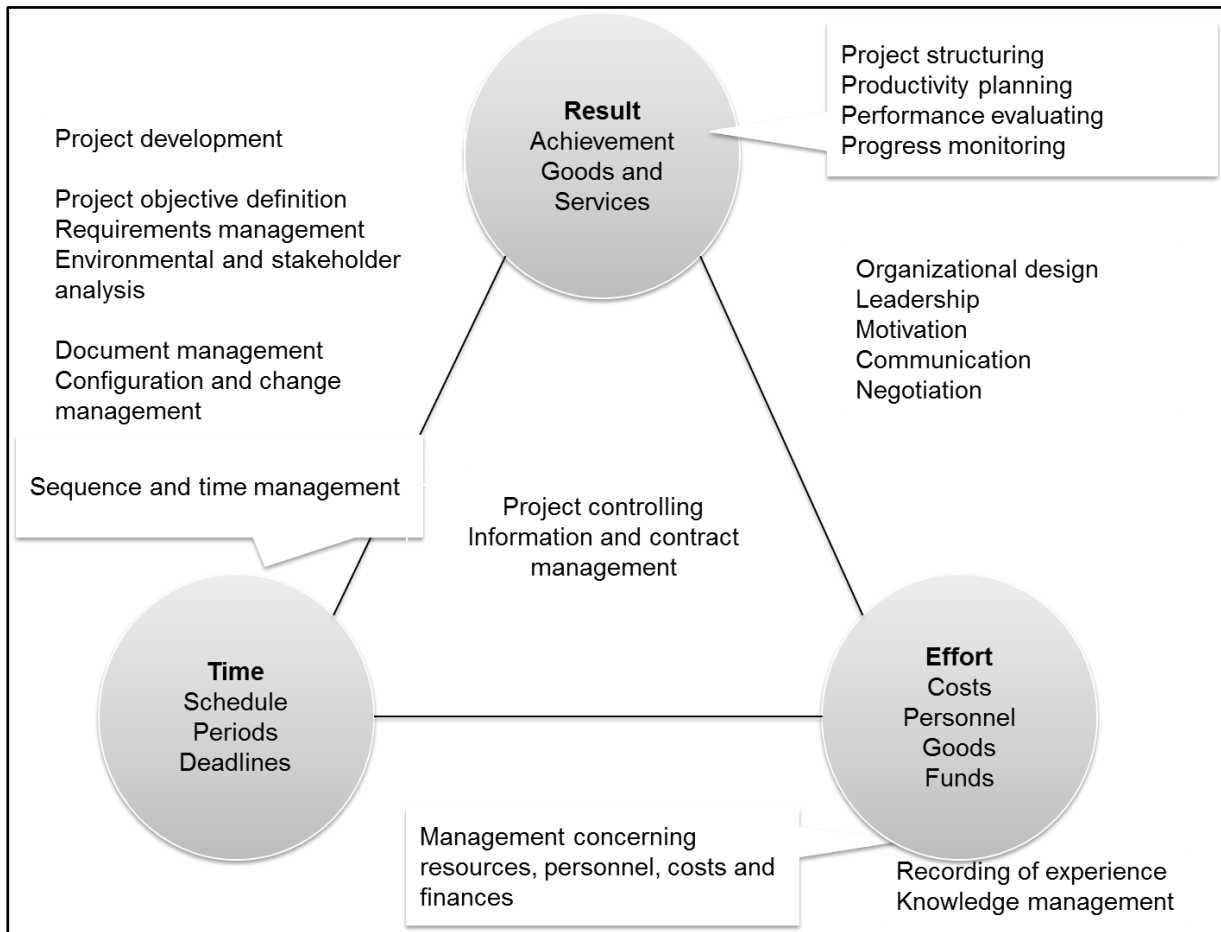 Project structuring
Productivity planning
Performance evaluating
Progress monitoring
Result
Achievement
Goods and
Services
Project development
Project objective definition
Requirements management
Environmental and stakeholder
analysis
Document management
Configuration and change
management
Organizational design
Leadership
Motivation
Communication
Negotiation
Sequence and time management
Project controlling
Information and contract
management
Time
Schedule
Periods
Deadlines
Effort
Costs
Personnel
Goods
Funds
Management concerning
resources, personnel, costs and
finances
Recording of experience
Knowledge management